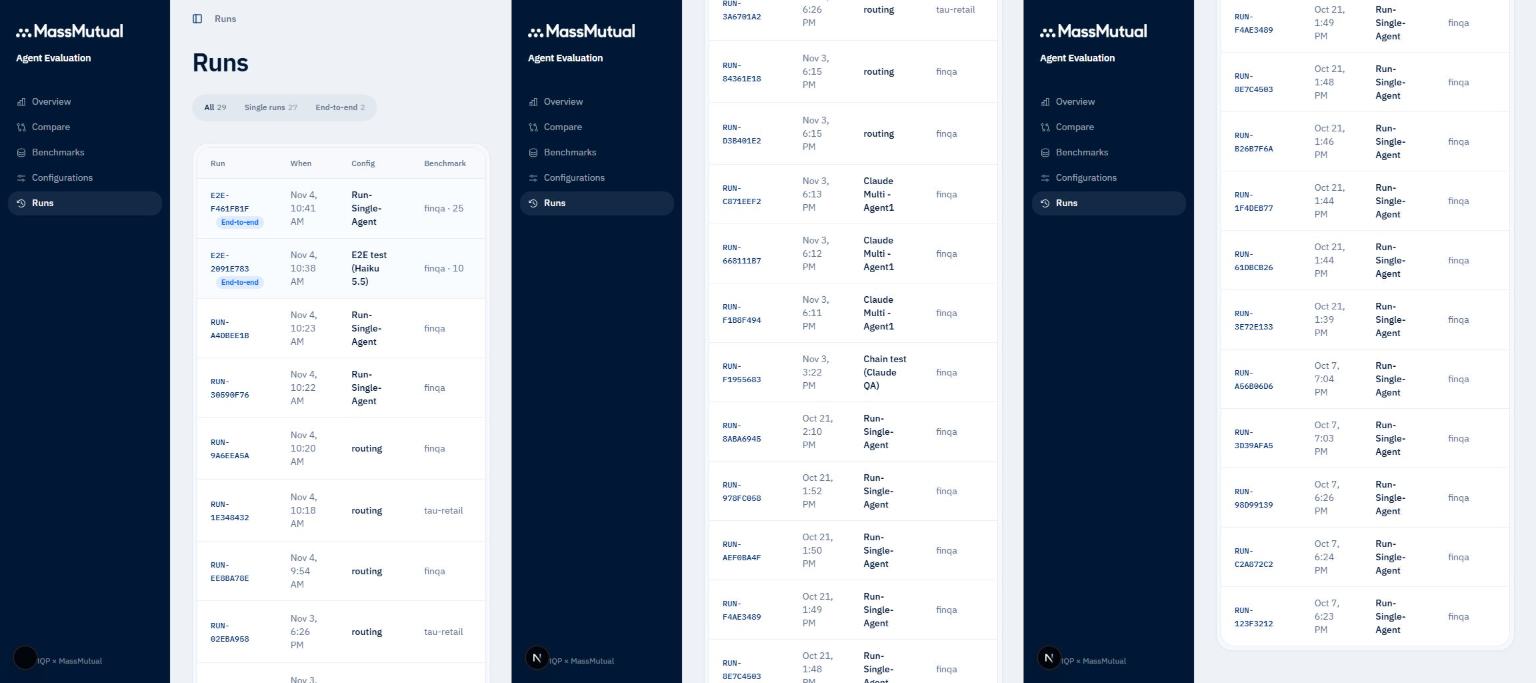 MassMutual
Agent Evaluation
Overview
Compare
Benchmarks
Configurations
Runs
IQP × MassMutual
Runs
Runs
All 29 Single runs 27 End-to-end 2
Run When Config Benchmark
E2E-
F461F81F
End-to-end
Nov 4,
10:41
AM
Run-
Single-
Agent
finqa · 25
E2E-
2091E783
End-to-end
Nov 4,
10:38
AM
E2E test
(Haiku
5.5)
finqa · 10
RUN-
A4DBEE1B
Nov 4,
10:23
AM
Run-
Single-
Agent
finqa
RUN-
30590F76
Nov 4,
10:22
AM
Run-
Single-
Agent
finqa
RUN-
9A6EEA5A
Nov 4,
10:20
AM
routing
finqa
RUN-
1E348432
Nov 4,
10:18
AM
routing
tau-retail
RUN-
EE8BA78E
Nov 4,
9:54
AM
routing
finqa
RUN-
02EBA958
Nov 3,
6:26
PM
routing
tau-retail
Nov 3,
MassMutual
Agent Evaluation
Overview
Compare
Benchmarks
Configurations
Runs
N
IQP × MassMutual
RUN-
3A6701A2
6:26
PM
routing
tau-retail
RUN-
84361E18
Nov 3,
6:15
PM
routing
finqa
RUN-
D3B401E2
Nov 3,
6:15
PM
routing
finqa
RUN-
C871EEF2
Nov 3,
6:13
PM
Claude
Multi -
Agent1
finqa
RUN-
668111B7
Nov 3,
6:12
PM
Claude
Multi -
Agent1
finqa
RUN-
F1B8F494
Nov 3,
6:11
PM
Claude
Multi -
Agent1
finqa
RUN-
F1955683
Nov 3,
3:22
PM
Chain test
(Claude
QA)
finqa
RUN-
8ABA6945
Oct 21,
2:10
PM
Run-
Single-
Agent
finqa
RUN-
978FC058
Oct 21,
1:52
PM
Run-
Single-
Agent
finqa
RUN-
AEF0BA4F
Oct 21,
1:50
PM
Run-
Single-
Agent
finqa
RUN-
F4AE3489
Oct 21,
1:49
PM
Run-
Single-
Agent
finqa
RUN-
8E7C4503
Oct 21,
1:48
PM
Run-
Single-
Agent
finqa
MassMutual
Agent Evaluation
Overview
Compare
Benchmarks
Configurations
Runs
N
IQP × MassMutual
RUN-
F4AE3489
Oct 21,
1:49
PM
Run-
Single-
Agent
finqa
RUN-
8E7C4503
Oct 21,
1:48
PM
Run-
Single-
Agent
finqa
RUN-
B26B7F6A
Oct 21,
1:46
PM
Run-
Single-
Agent
finqa
RUN-
1F4DEB77
Oct 21,
1:44
PM
Run-
Single-
Agent
finqa
RUN-
61DBCB26
Oct 21,
1:44
PM
Run-
Single-
Agent
finqa
RUN-
3E72E133
Oct 21,
1:39
PM
Run-
Single-
Agent
finqa
RUN-
A56B06D6
Oct 7,
7:04
PM
Run-
Single-
Agent
finqa
RUN-
3D39AFA5
Oct 7,
7:03
PM
Run-
Single-
Agent
finqa
RUN-
98D99139
Oct 7,
6:26
PM
Run-
Single-
Agent
finqa
RUN-
C2A872C2
Oct 7,
6:24
PM
Run-
Single-
Agent
finqa
RUN-
123F3212
Oct 7,
6:23
PM
Run-
Single-
Agent
finqa